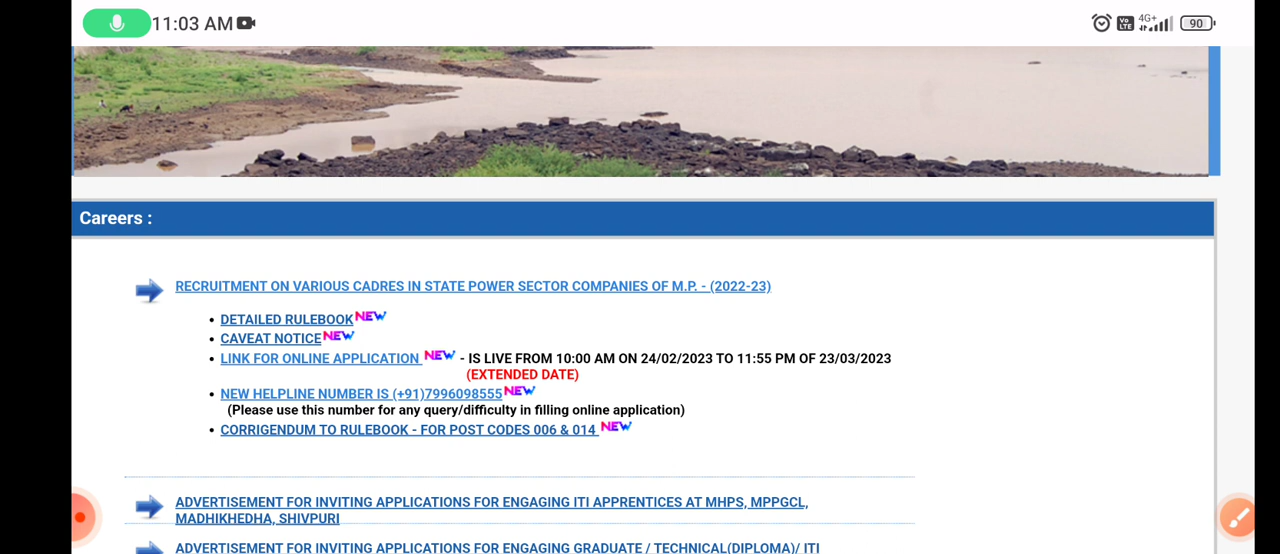 11:03 AM
Vo LTE 4G+ 90
Careers :
RECRUITMENT ON VARIOUS CADRES IN STATE POWER SECTOR COMPANIES OF M.P. - (2022-23)
• DETAILED RULEBOOK NEW
• CAVEAT NOTICE NEW
• LINK FOR ONLINE APPLICATION NEW - IS LIVE FROM 10:00 AM ON 24/02/2023 TO 11:55 PM OF 23/03/2023
(EXTENDED DATE)
• NEW HELPLINE NUMBER IS (+91)7996098555 NEW
(Please use this number for any query/difficulty in filling online application)
• CORRIGENDUM TO RULEBOOK - FOR POST CODES 006 & 014 NEW
ADVERTISEMENT FOR INVITING APPLICATIONS FOR ENGAGING ITI APPRENTICES AT MHPS, MPPGCL,
MADHIKHEDHA, SHIVPURI
ADVERTISEMENT FOR INVITING APPLICATIONS FOR ENGAGING GRADUATE / TECHNICAL(DIPLOMA)/ ITI